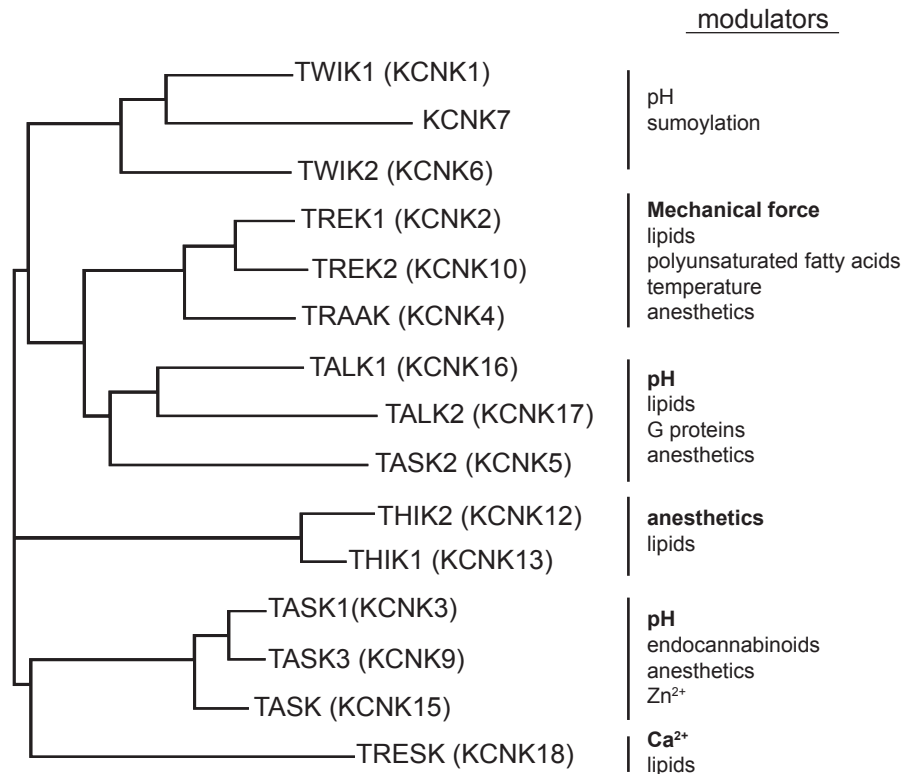 modulators
TWIK1 (KCNK1)
KCNK7
TWIK2 (KCNK6)
pH
sumoylation
TREK1 (KCNK2)
TREK2 (KCNK10)
TRAAK (KCNK4)
Mechanical force
lipids
polyunsaturated fatty acids
temperature
anesthetics
TALK1 (KCNK16)
TALK2 (KCNK17)
TASK2 (KCNK5)
pH
lipids
G proteins
anesthetics
THIK2 (KCNK12)
THIK1 (KCNK13)
anesthetics
lipids
TASK1(KCNK3)
TASK3 (KCNK9)
TASK (KCNK15)
pH
endocannabinoids
anesthetics
Zn²⁺
TRESK (KCNK18)
Ca²⁺
lipids